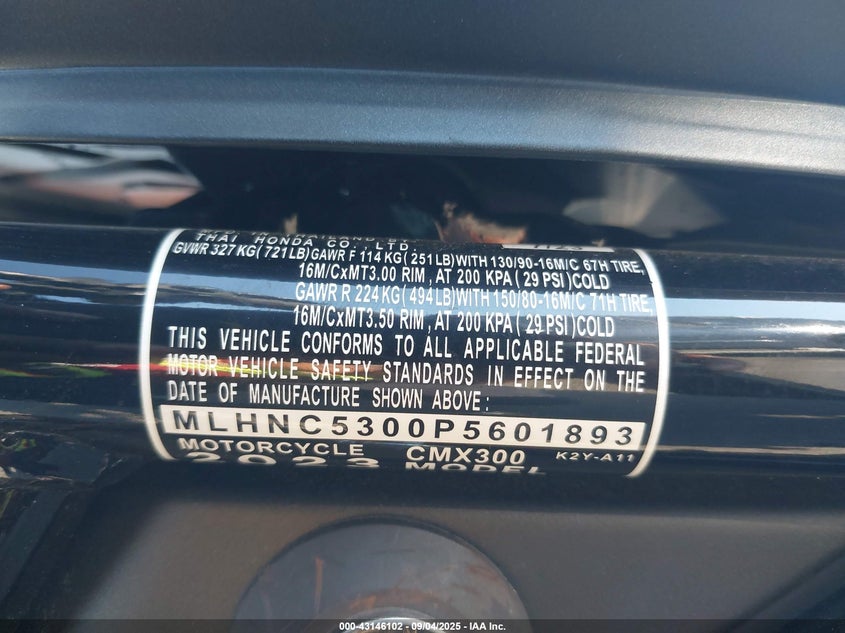 THAI HONDA CO., LTD.
GVWR 327 KG ( 721 LB ) GAWR F 114 KG ( 251 LB ) WITH 130/90-16M/C 67H TIRE,
16M/CxMT3.00 RIM , AT 200 KPA ( 29 PSI ) COLD
GAWR R 224 KG ( 494 LB ) WITH 150/80-16M/C 71H TIRE,
16M/CxMT3.50 RIM , AT 200 KPA ( 29 PSI ) COLD
THIS VEHICLE CONFORMS TO ALL APPLICABLE FEDERAL
MOTOR VEHICLE SAFETY STANDARDS IN EFFECT ON THE
DATE OF MANUFACTURE SHOWN ABOVE :
MLHNC5300P5601893
MOTORCYCLE CMX300 K2Y-A11
2023 MODEL
000-43146102 - 09/04/2025 - IAA Inc.